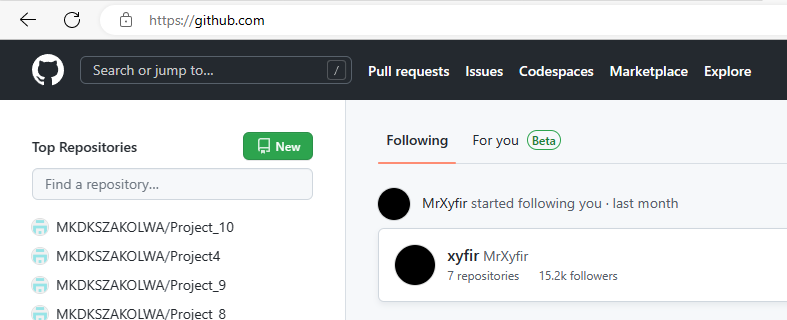 https://github.com
Search or jump to... /
Pull requests Issues Codespaces Marketplace Explore
Top Repositories
New
Find a repository...
MKDKSZAKOLWA/Project_10
MKDKSZAKOLWA/Project4
MKDKSZAKOLWA/Project_9
MKDKSZAKOLWA/Project_8
Following For you Beta
MrXyfir started following you · last month
xyfir MrXyfir
7 repositories 15.2k followers